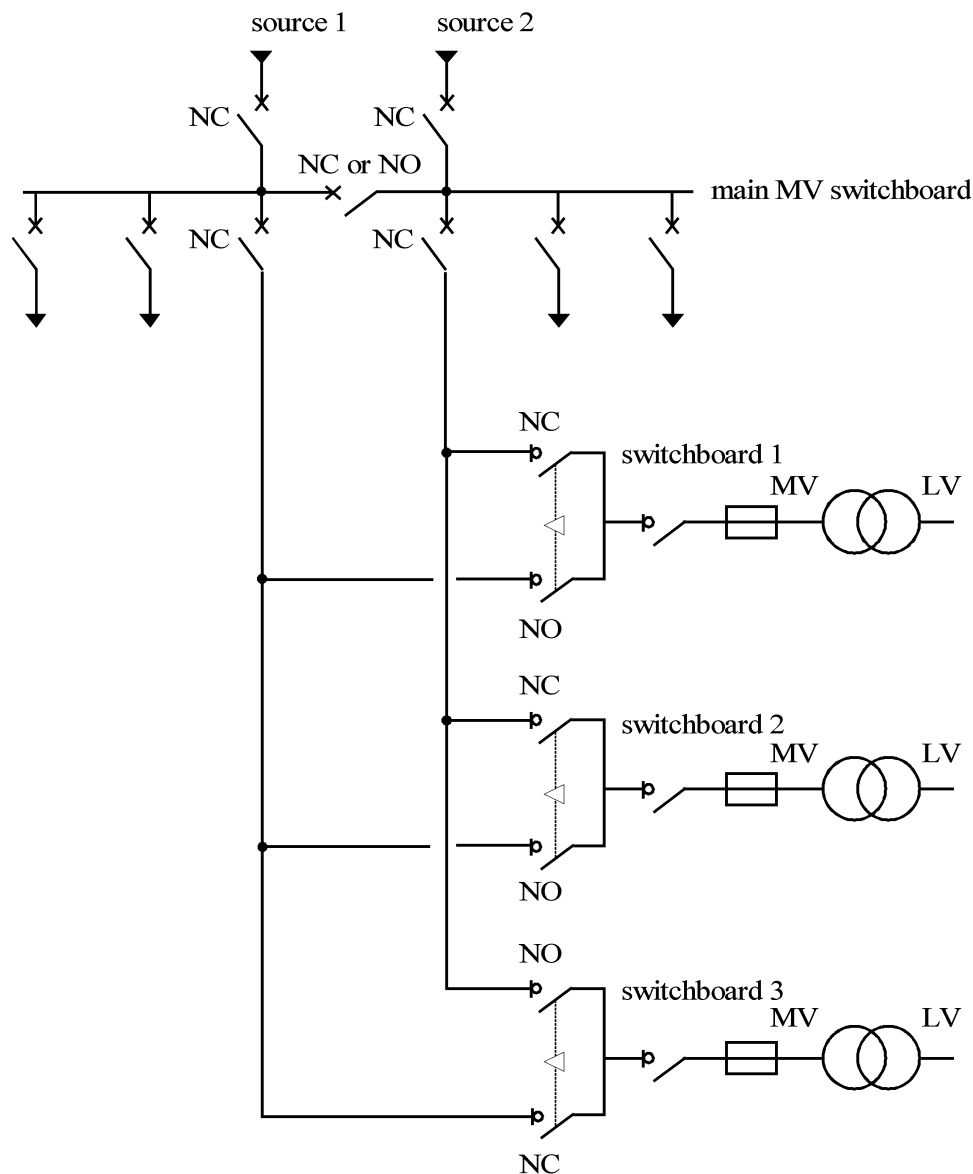 source 1
source 2
NC
NC
NC or NO
main MV switchboard
NC
NC
NC
switchboard 1
MV
LV
NO
NC
switchboard 2
MV
LV
NO
NO
switchboard 3
MV
LV
NC